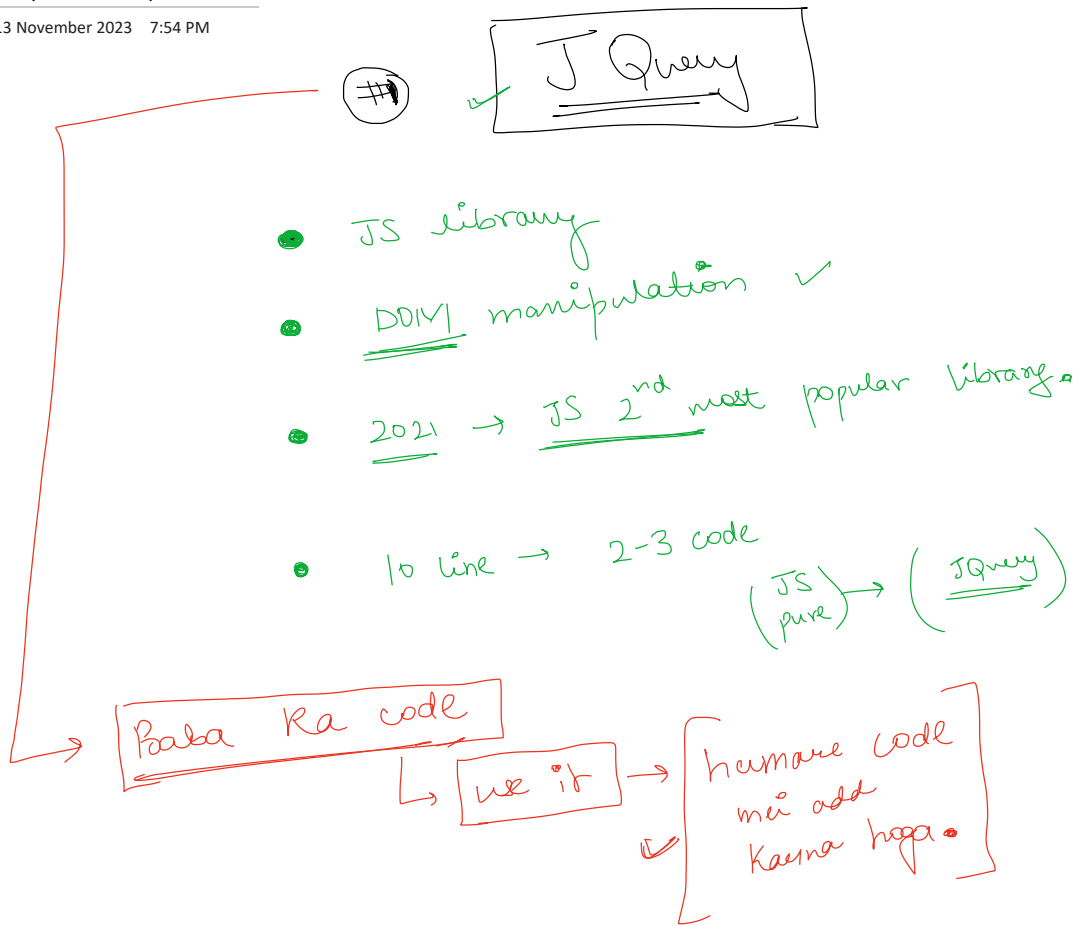 13 November 2023 7:54 PM
# J Query
JS library
DOM manipulation
2021 → JS 2nd most popular library.
10 line → 2-3 code
(JS pure) → (JQuery)
Baba Ka code
use it → humare code
mei add
karna hoga.